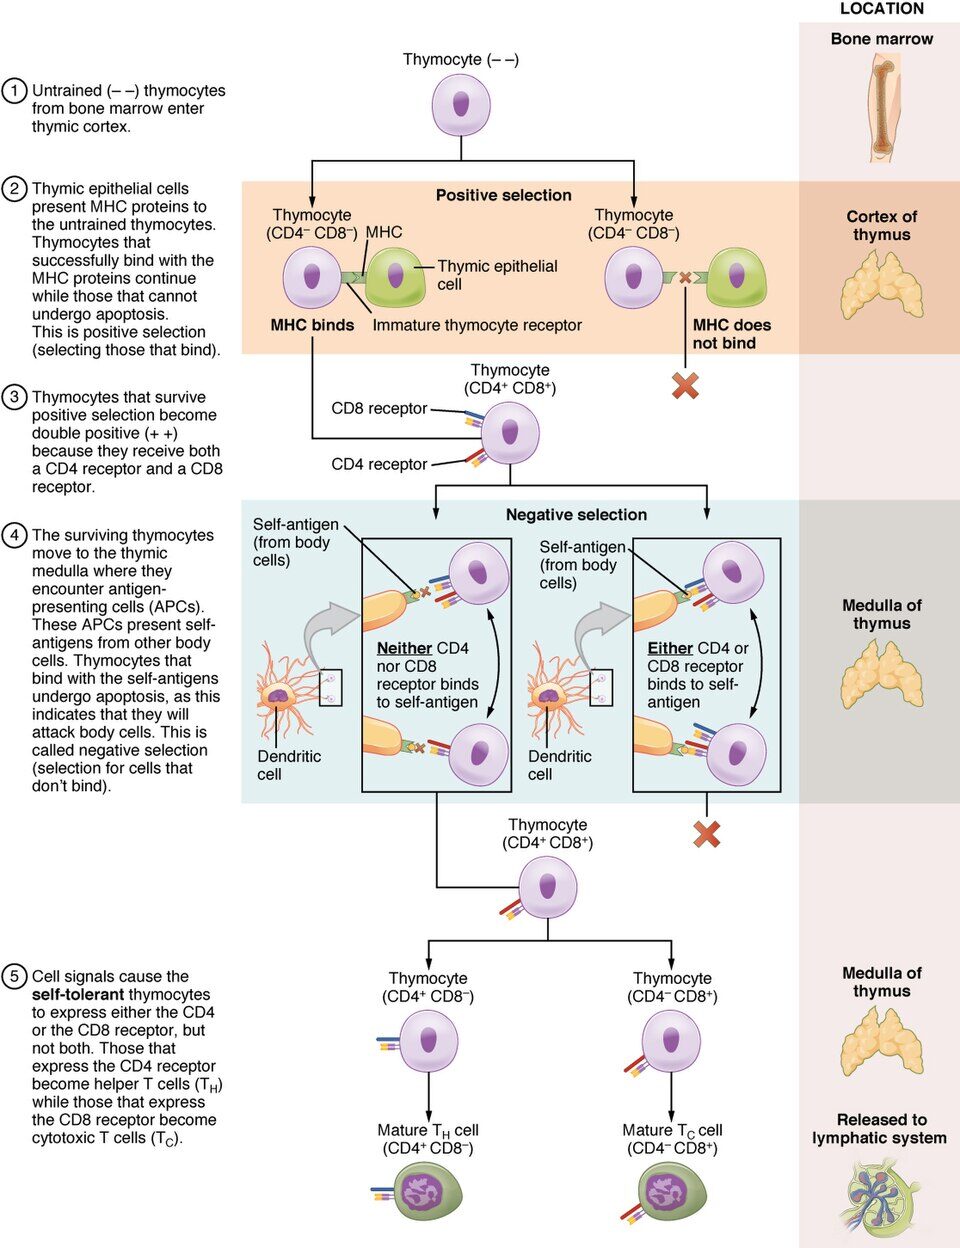 LOCATION
Bone marrow
Thymocyte (– –)
1 Untrained (– –) thymocytes
from bone marrow enter
thymic cortex.
2 Thymic epithelial cells
present MHC proteins to
the untrained thymocytes.
Thymocytes that
successfully bind with the
MHC proteins continue
while those that cannot
undergo apoptosis.
This is positive selection
(selecting those that bind).
Positive selection
Thymocyte
(CD4⁻ CD8⁻)
MHC
Thymic epithelial
cell
MHC binds
Immature thymocyte receptor
Thymocyte
(CD4⁻ CD8⁻)
MHC does
not bind
Cortex of
thymus
3 Thymocytes that survive
positive selection become
double positive (+ +)
because they receive both
a CD4 receptor and a CD8
receptor.
Thymocyte
(CD4⁺ CD8⁺)
CD8 receptor
CD4 receptor
4 The surviving thymocytes
move to the thymic
medulla where they
encounter antigen-
presenting cells (APCs).
These APCs present self-
antigens from other body
cells. Thymocytes that
bind with the self-antigens
undergo apoptosis, as this
indicates that they will
attack body cells. This is
called negative selection
(selection for cells that
don’t bind).
Negative selection
Self-antigen
(from body
cells)
Neither CD4
nor CD8
receptor binds
to self-antigen
Dendritic
cell
Self-antigen
(from body
cells)
Either CD4 or
CD8 receptor
binds to self-
antigen
Dendritic
cell
Medulla of
thymus
Thymocyte
(CD4⁺ CD8⁺)
5 Cell signals cause the
self-tolerant thymocytes
to express either the CD4
or the CD8 receptor, but
not both. Those that
express the CD4 receptor
become helper T cells (T_H)
while those that express
the CD8 receptor become
cytotoxic T cells (T_C).
Thymocyte
(CD4⁺ CD8⁻)
Thymocyte
(CD4⁻ CD8⁺)
Medulla of
thymus
Mature T_H cell
(CD4⁺ CD8⁻)
Mature T_C cell
(CD4⁻ CD8⁺)
Released to
lymphatic system